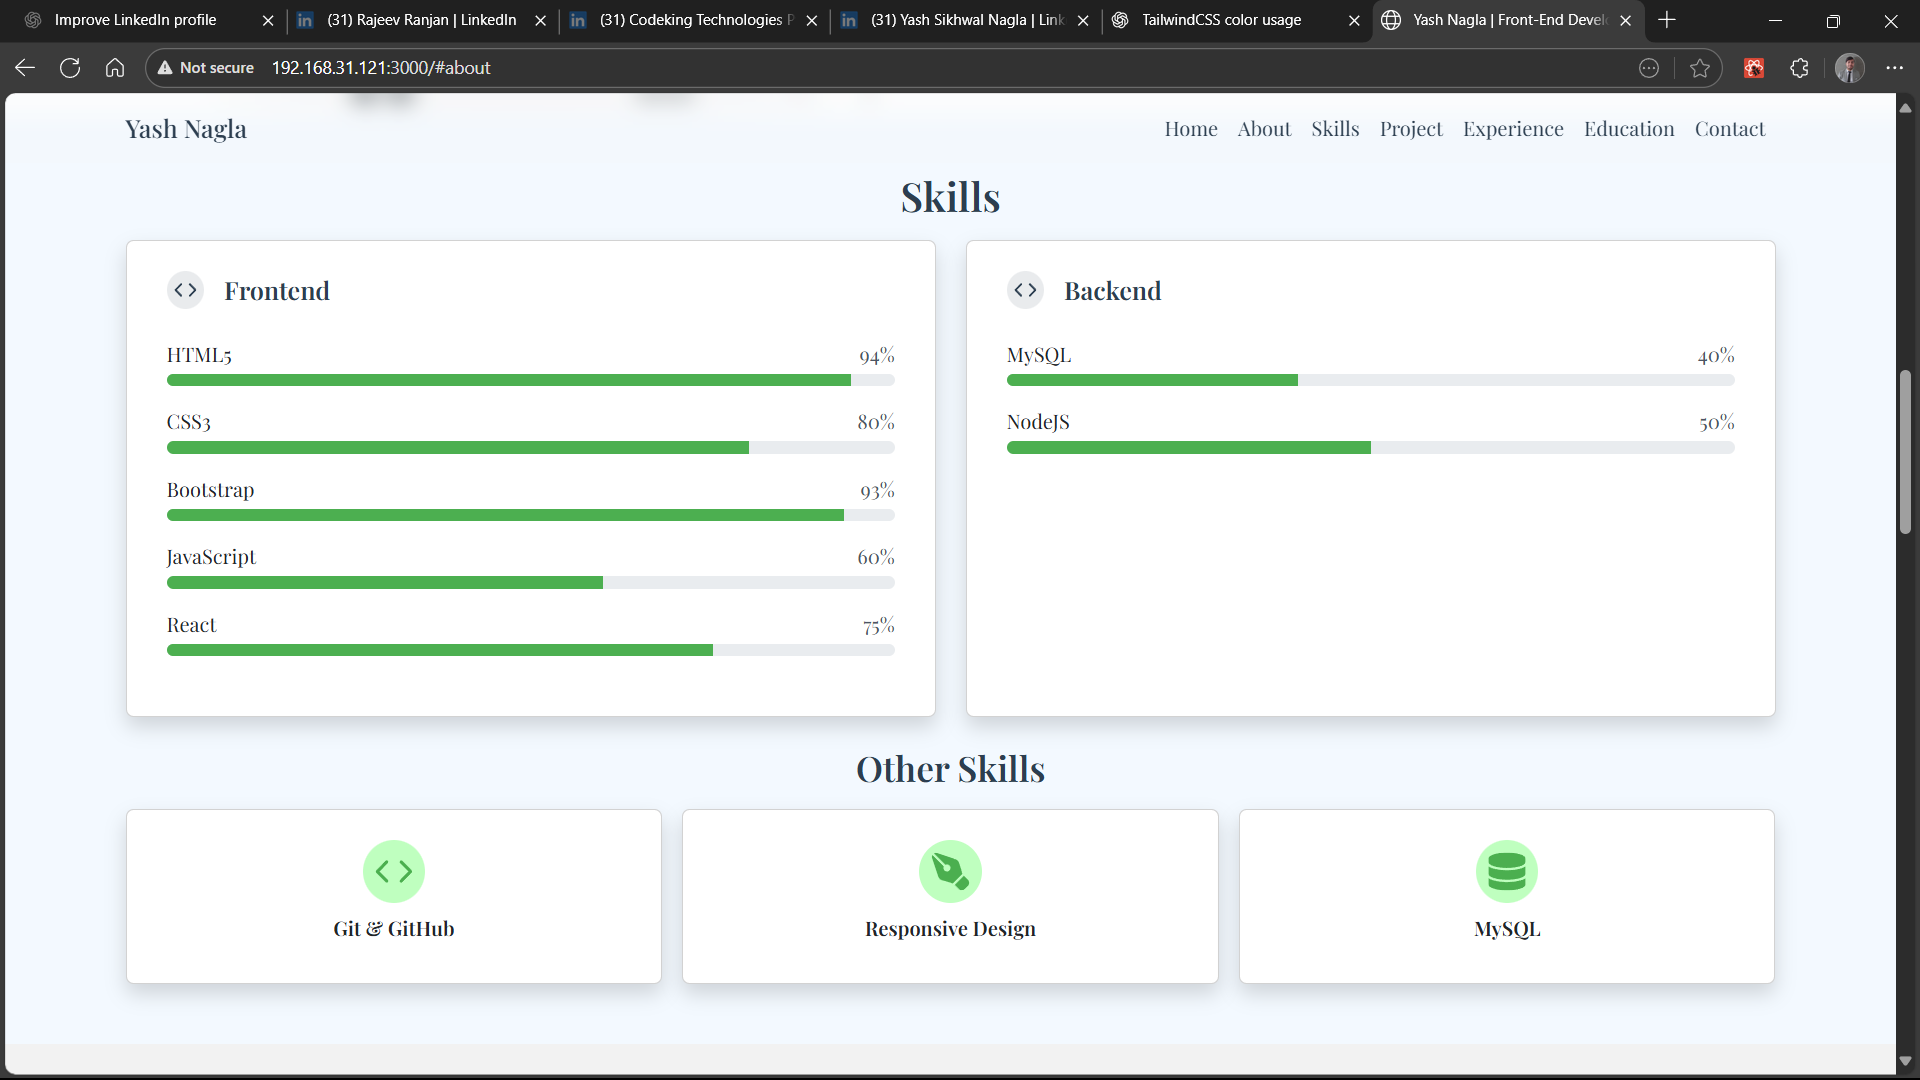 Improve LinkedIn profile
(31) Rajeev Ranjan | LinkedIn
(31) Codeking Technologies P
(31) Yash Sikhwal Nagla | Link
TailwindCSS color usage
Yash Nagla | Front-End Devel
Not secure 192.168.31.121:3000/#about
Yash Nagla
Home About Skills Project Experience Education Contact
Skills
Frontend
HTML5 94%
CSS3 80%
Bootstrap 93%
JavaScript 60%
React 75%
Backend
MySQL 40%
NodeJS 50%
Other Skills
Git & GitHub
Responsive Design
MySQL